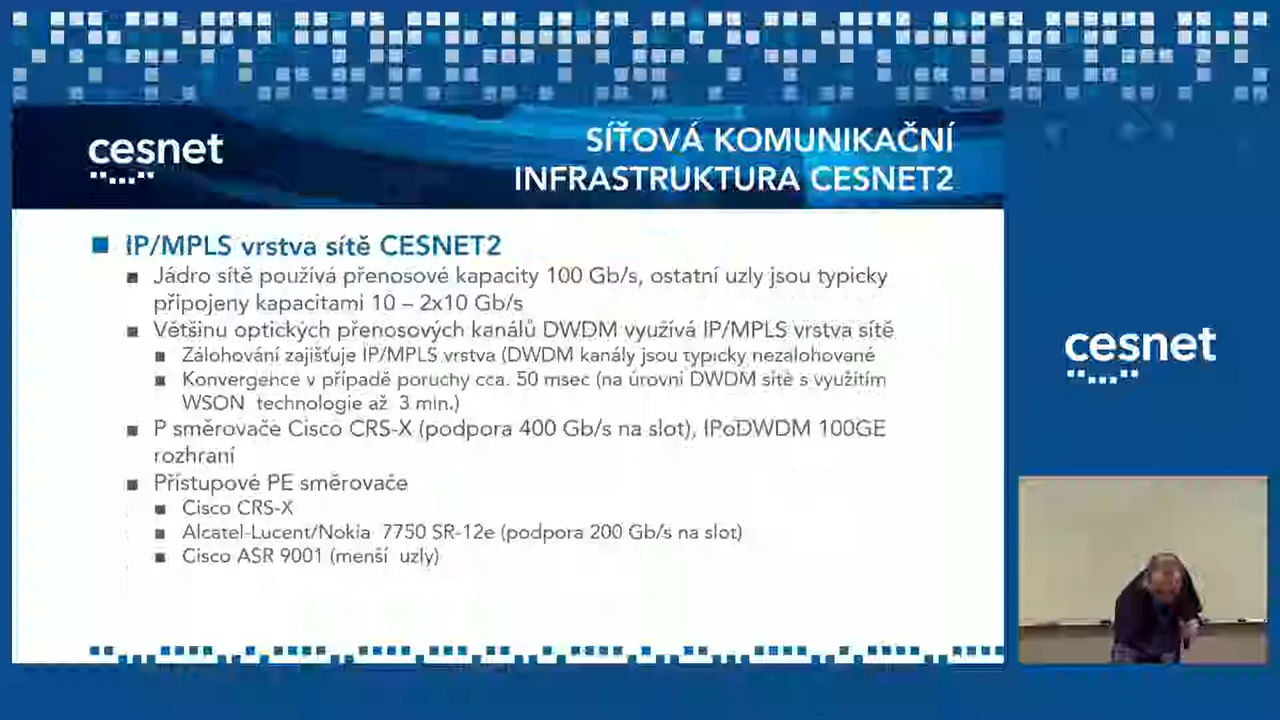 cesnet
SÍŤOVÁ KOMUNIKAČNÍ
INFRASTRUKTURA CESNET2
IP/MPLS vrstva sítě CESNET2
Jádro sítě používá přenosové kapacity 100 Gb/s, ostatní uzly jsou typicky
připojeny kapacitami 10 – 2x10 Gb/s
Většinu optických přenosových kanálů DWDM využívá IP/MPLS vrstva sítě
Zálohování zajišťuje IP/MPLS vrstva (DWDM kanály jsou typicky nezalohované
Konvergence v případě poruchy cca. 50 msec (na úrovni DWDM sítě s využitím
WSON technologie až 3 min.)
P směrovače Cisco CRS-X (podpora 400 Gb/s na slot), IPoDWDM 100GE
rozhraní
Přístupové PE směrovače
Cisco CRS-X
Alcatel-Lucent/Nokia 7750 SR-12e (podpora 200 Gb/s na slot)
Cisco ASR 9001 (menší uzly)
cesnet